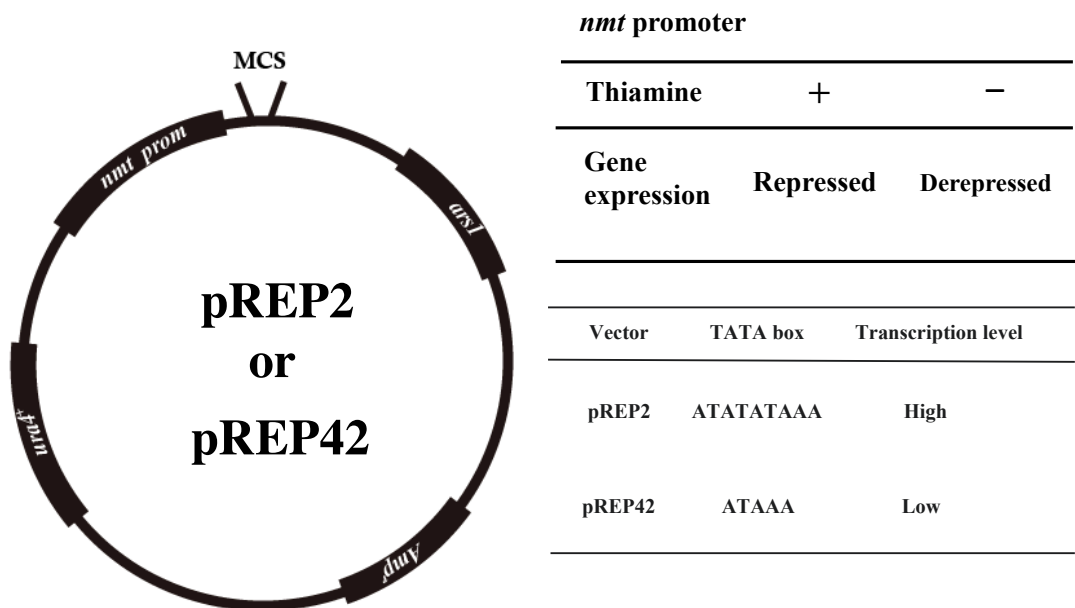 MCS
nmt prom
ars1
ura4+
Ampr
pREP2
or
pREP42
nmt promoter
Thiamine + −
Gene
expression Repressed Derepressed
Vector TATA box Transcription level
pREP2 ATATATAAA High
pREP42 ATAAA Low